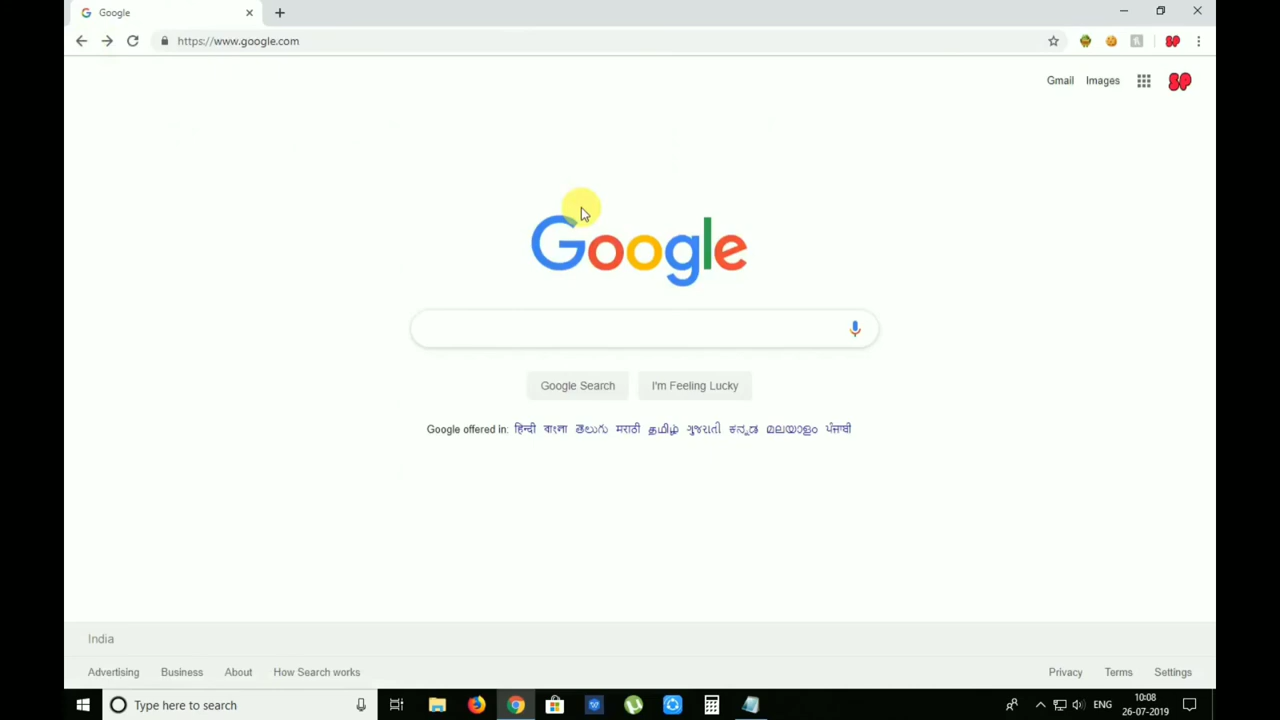 Google
https://www.google.com
Gmail Images SP
Google
Google Search I'm Feeling Lucky
Google offered in: हिन्दी বাংলা తెలుగు मराठी தமிழ் ગુજરાતી ಕನ್ನಡ മലയാളം ਪੰਜਾਬੀ
India
Advertising Business About How Search works Privacy Terms Settings
Type here to search ENG 10:08
26-07-2019